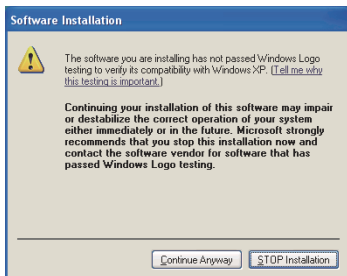 Software Installation
The software you are installing has not passed Windows Logo
testing to verify its compatibility with Windows XP. (Tell me why
this testing is important.)
Continuing your installation of this software may impair
or destabilize the correct operation of your system
either immediately or in the future. Microsoft strongly
recommends that you stop this installation now and
contact the software vendor for software that has
passed Windows Logo testing.
Continue Anyway
STOP Installation